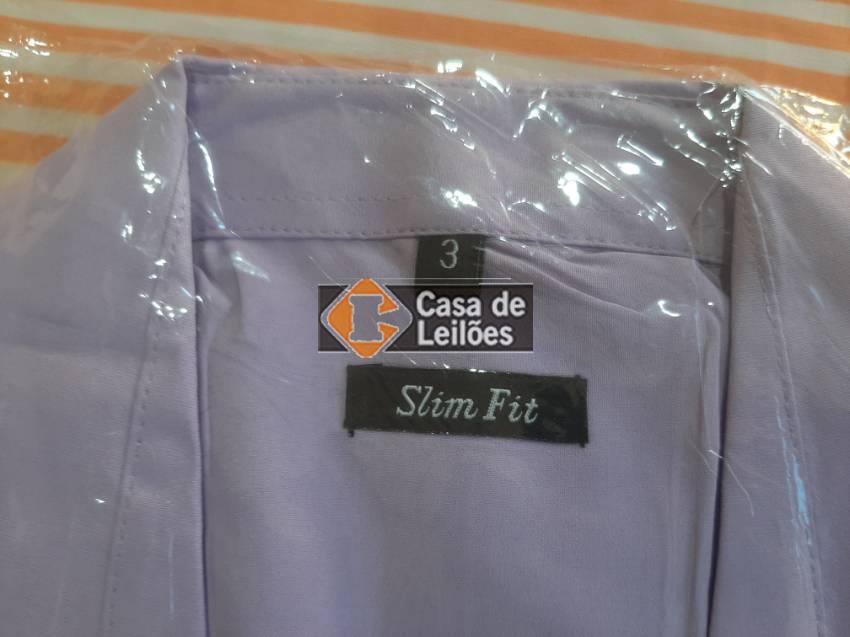 3
Casa de
Leilões
Slim Fit